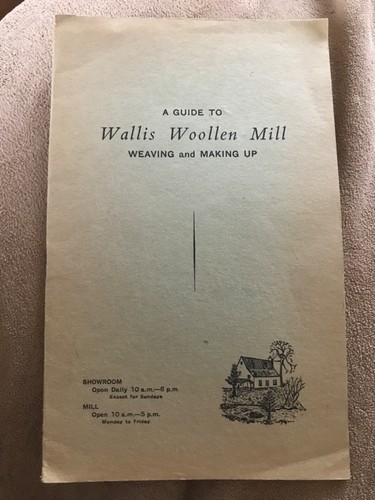 A GUIDE TO
Wallis Woollen Mill
WEAVING and MAKING UP
SHOWROOM
Open Daily 10 a.m.—6 p.m.
Except for Sundays
MILL
Open 10 a.m.—5 p.m.
Monday to Friday